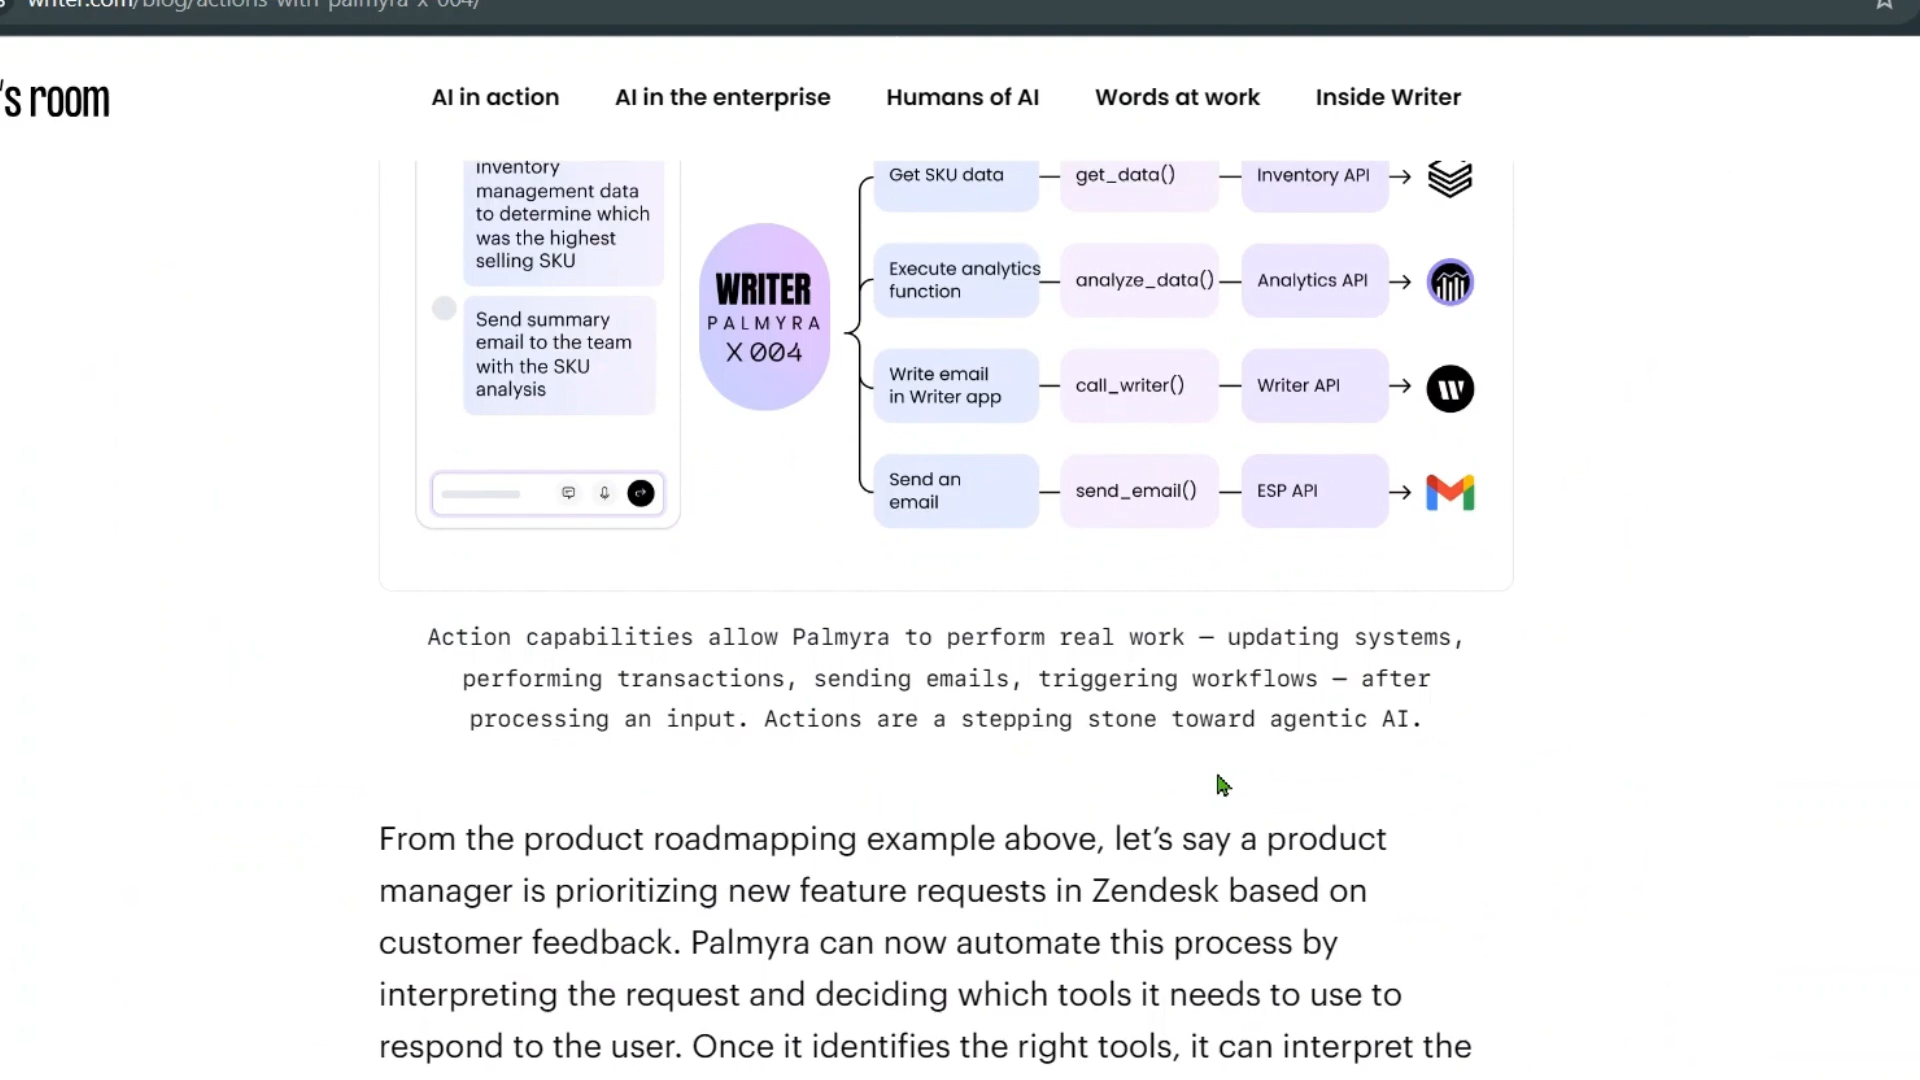 writer.com/blog/actions-with-palmyra-x-004/
's room
AI in action
AI in the enterprise
Humans of AI
Words at work
Inside Writer
inventory
management data
to determine which
was the highest
selling SKU
Send summary
email to the team
with the SKU
analysis
WRITER
PALMYRA
X 004
Get SKU data
get_data()
Inventory API
Execute analytics
function
analyze_data()
Analytics API
Write email
in Writer app
call_writer()
Writer API
Send an
email
send_email()
ESP API
Action capabilities allow Palmyra to perform real work — updating systems,
performing transactions, sending emails, triggering workflows — after
processing an input. Actions are a stepping stone toward agentic AI.
From the product roadmapping example above, let’s say a product
manager is prioritizing new feature requests in Zendesk based on
customer feedback. Palmyra can now automate this process by
interpreting the request and deciding which tools it needs to use to
respond to the user. Once it identifies the right tools, it can interpret the